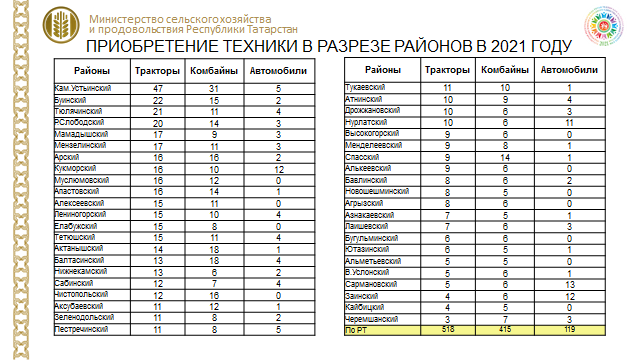 Министерство сельского хозяйства
и продовольствия Республики Татарстан
ПРИОБРЕТЕНИЕ ТЕХНИКИ В РАЗРЕЗЕ РАЙОНОВ В 2021 ГОДУ
Районы Тракторы Комбайны Автомобили
Кам.Устьинский 47 31 5
Буинский 22 15 2
Тюлячинский 21 11 4
Р.Слободский 20 14 3
Мамадышский 17 9 3
Мензелинский 17 11 3
Арский 16 16 2
Кукморский 16 10 12
Муслюмовский 16 12 0
Апастовский 16 14 1
Алексеевский 15 11 0
Лениногорский 15 10 4
Елабужский 15 8 0
Тетюшский 15 11 4
Актанышский 14 18 1
Балтасинский 13 18 4
Нижнекамский 13 6 2
Сабинский 12 7 4
Чистопольский 12 16 0
Аксубаевский 11 12 1
Зеленодольский 11 8 2
Пестречинский 11 8 5
Районы Тракторы Комбайны Автомобили
Тукаевский 11 10 1
Атнинский 10 9 4
Дрожжановский 10 6 3
Нурлатский 10 6 11
Высокогорский 9 6 0
Менделеевский 9 8 1
Спасский 9 14 1
Алькеевский 9 6 0
Бавлинский 8 6 2
Новошешминский 8 5 0
Агрызский 8 6 0
Азнакаевский 7 5 1
Лаишевский 7 6 3
Бугульминский 6 6 0
Ютазинский 6 5 1
Альметьевский 5 5 0
В.Услонский 5 6 1
Сармановский 5 6 13
Заинский 4 6 12
Кайбицкий 4 5 0
Черемшанский 3 7 3
По РТ 518 415 119